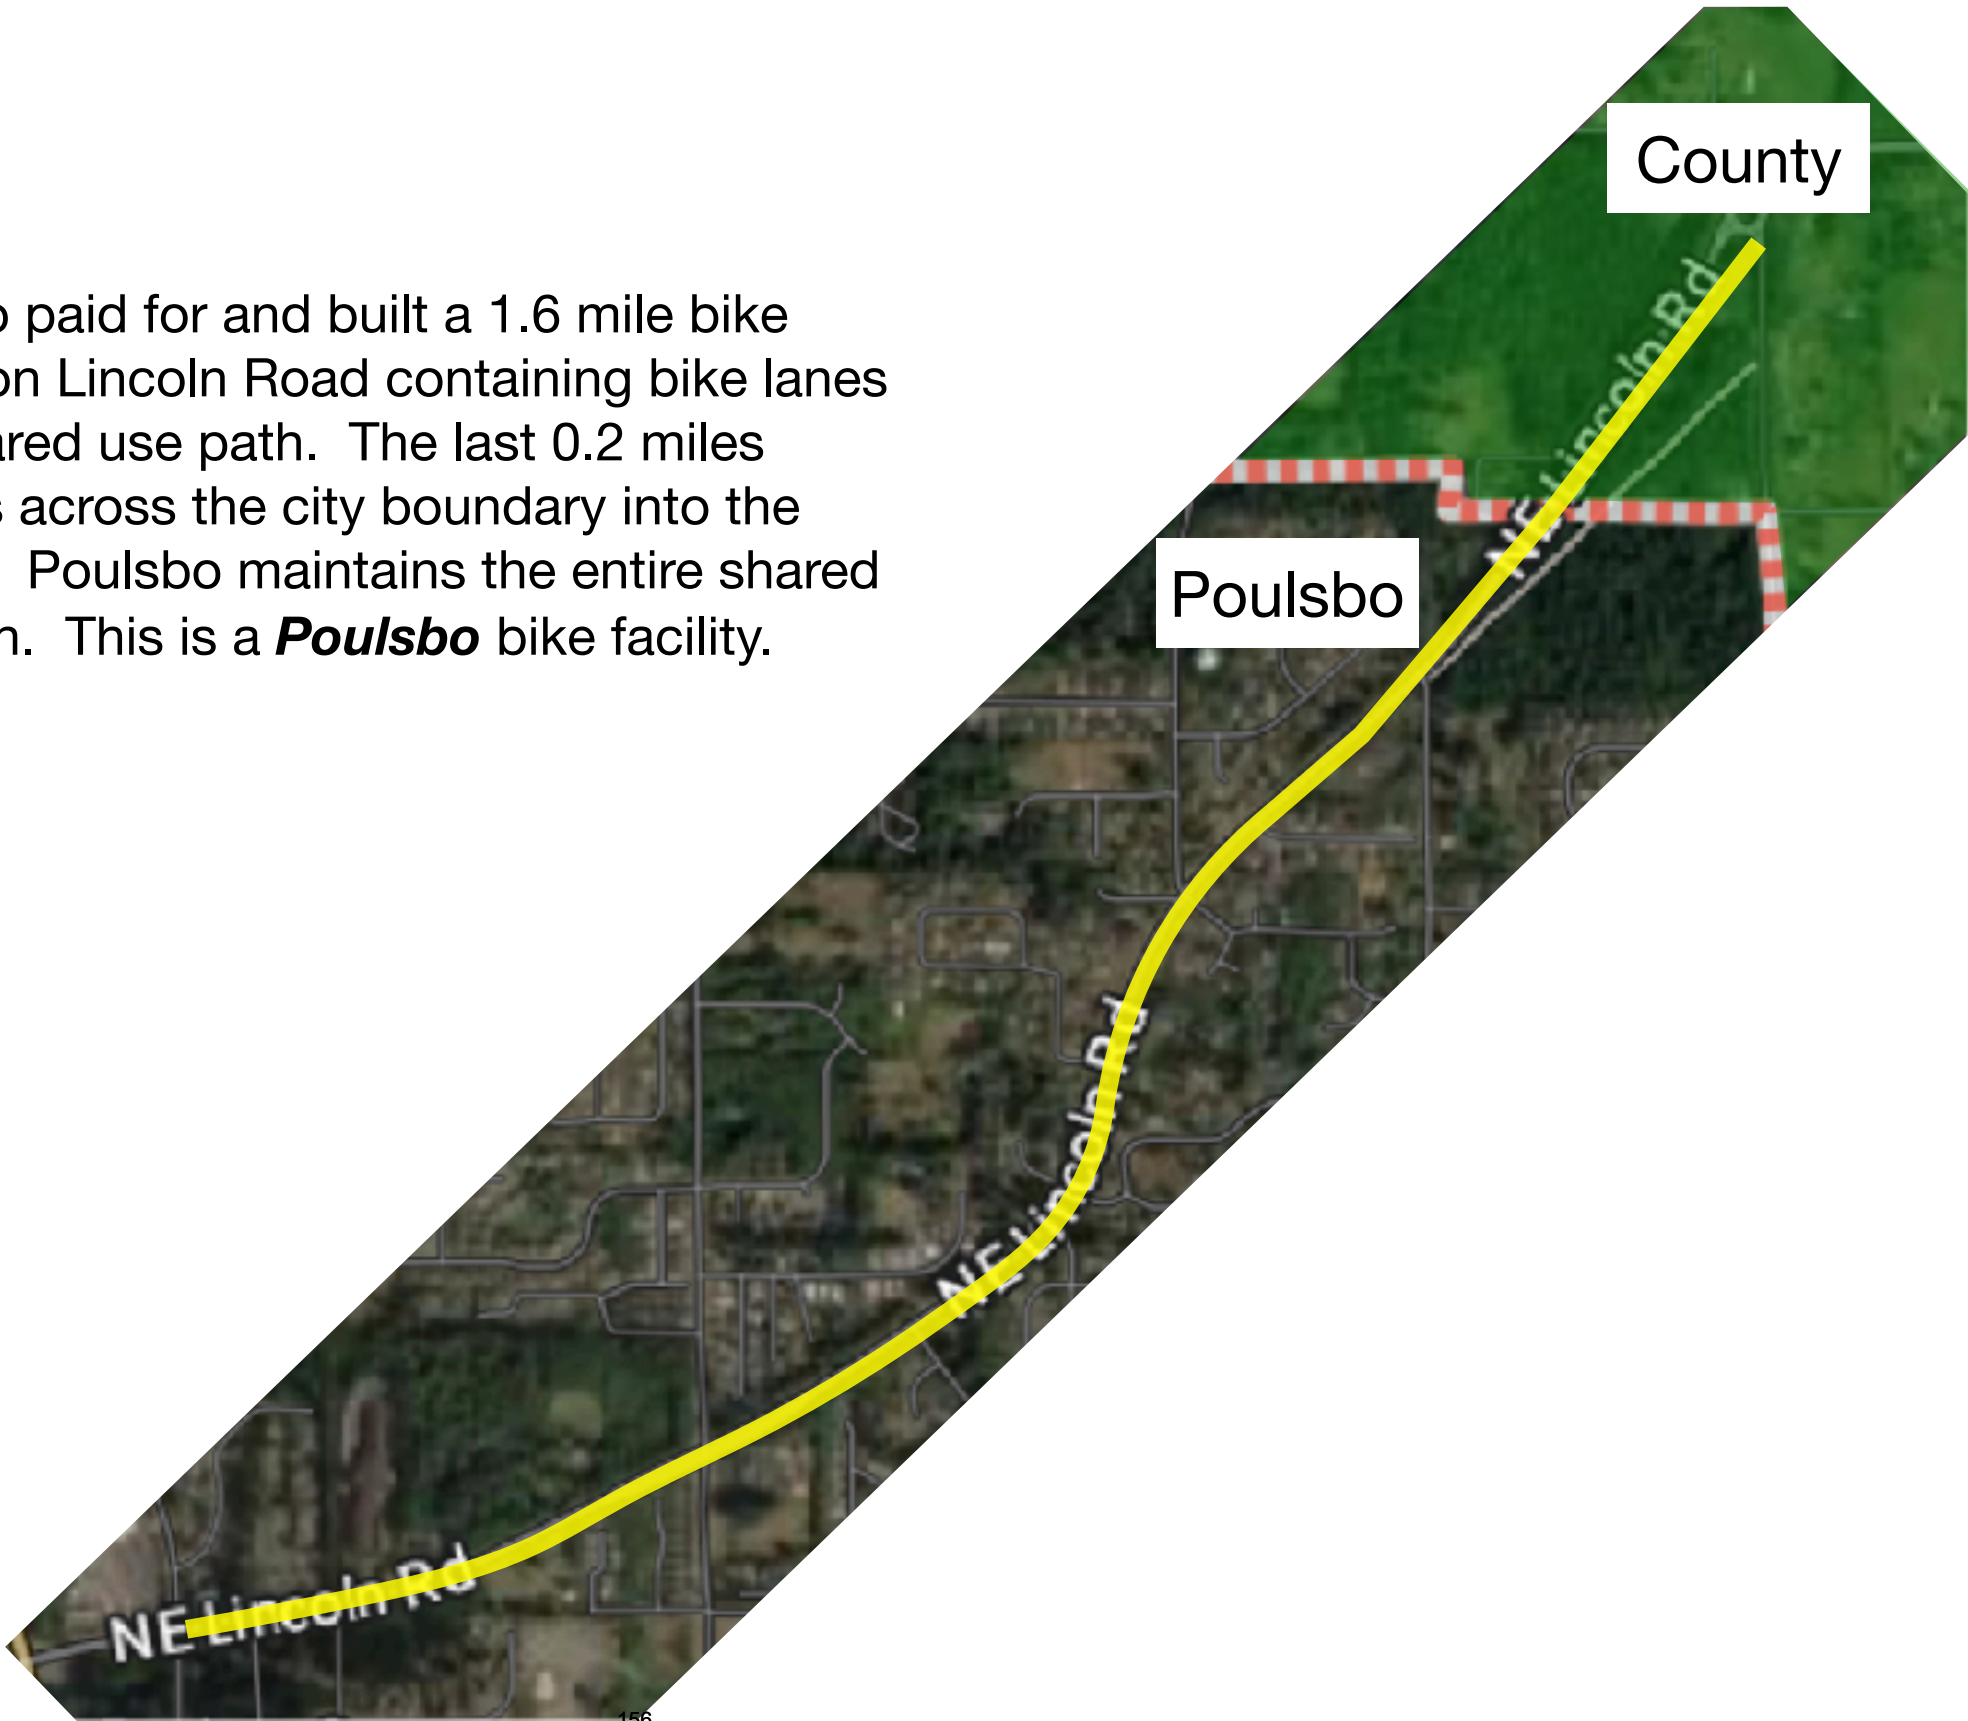 County
o paid for and built a 1.6 mile bike
on Lincoln Road containing bike lanes
ared use path.  The last 0.2 miles
s across the city boundary into the
Poulsbo maintains the entire shared
n.  This is a Poulsbo bike facility.
NE Lincoln Rd
Poulsbo
NE Lincoln Rd
NE Lincoln Rd
156